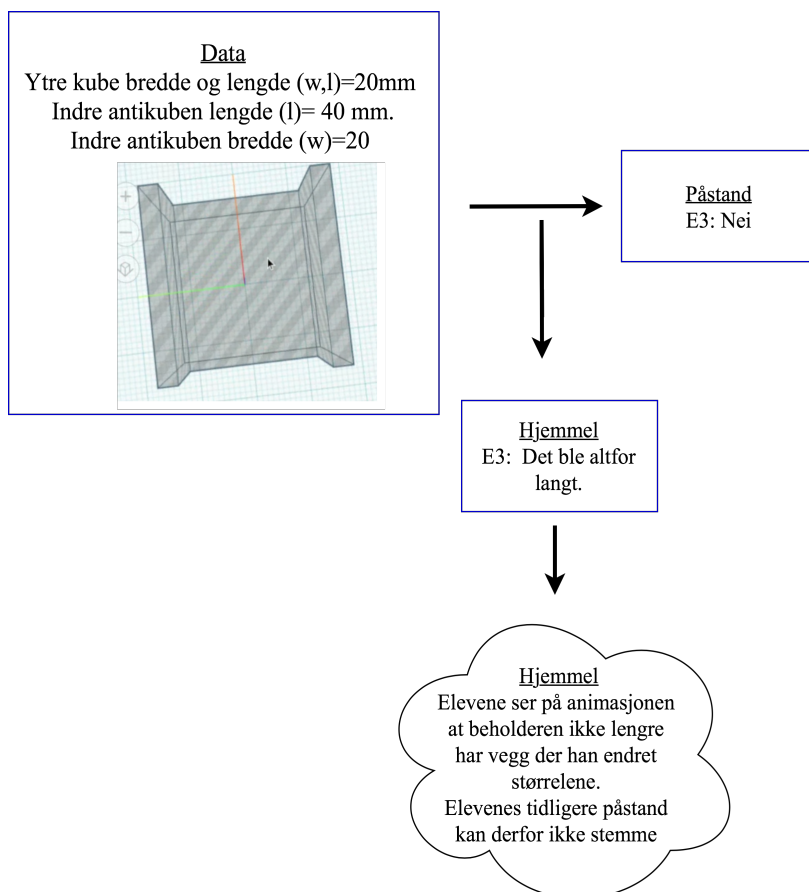 Data
Ytre kube bredde og lengde (w,l)=20mm
Indre antikuben lengde (l)= 40 mm.
Indre antikuben bredde (w)=20
Påstand
E3: Nei
Hjemmel
E3: Det ble altfor
langt.
Hjemmel
Elevene ser på animasjonen
at beholderen ikke lengre
har vegg der han endret
størrelene.
Elevenes tidligere påstand
kan derfor ikke stemme